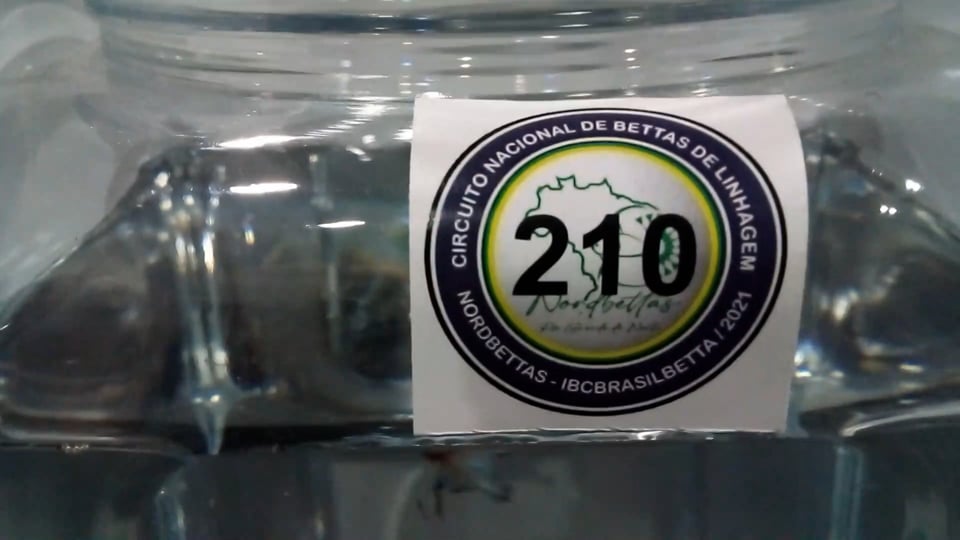 CIRCUITO NACIONAL DE BETTAS DE LINHAGEM
210
Nordbettas
NORDBETTAS - IBCBRASILBETTA / 2021